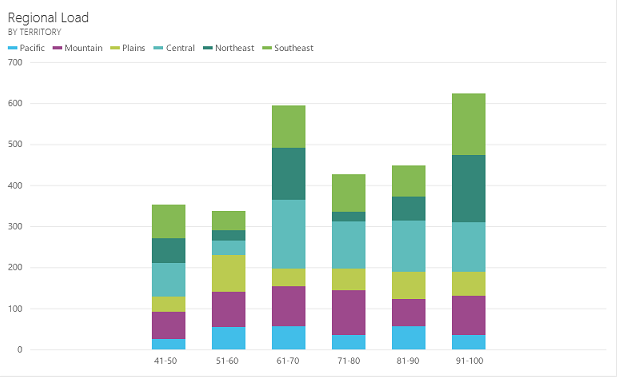 Regional Load
BY TERRITORY
Pacific Mountain Plains Central Northeast Southeast
700
600
500
400
300
200
100
0
41-50 51-60 61-70 71-80 81-90 91-100